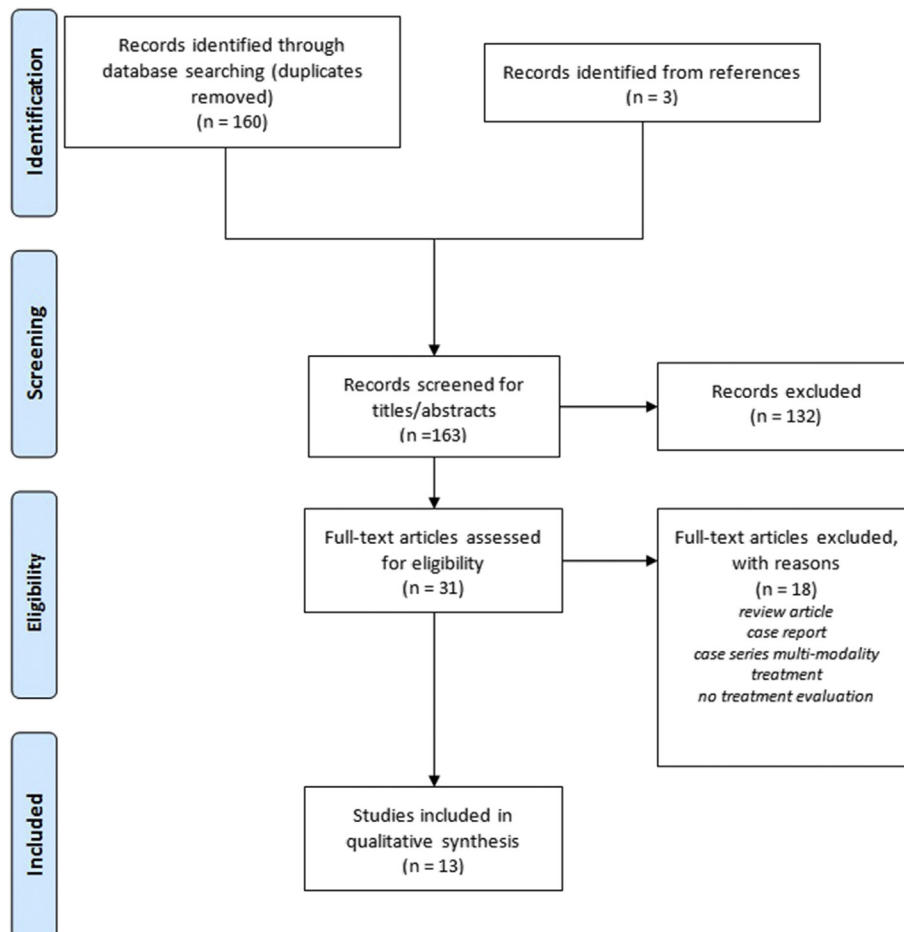 Identification
Records identified through
database searching (duplicates
removed)
(n = 160)
Records identified from references
(n = 3)
Screening
Records screened for
titles/abstracts
(n =163)
Records excluded
(n = 132)
Eligibility
Full-text articles assessed
for eligibility
(n = 31)
Full-text articles excluded,
with reasons
(n = 18)
review article
case report
case series multi-modality
treatment
no treatment evaluation
Included
Studies included in
qualitative synthesis
(n = 13)